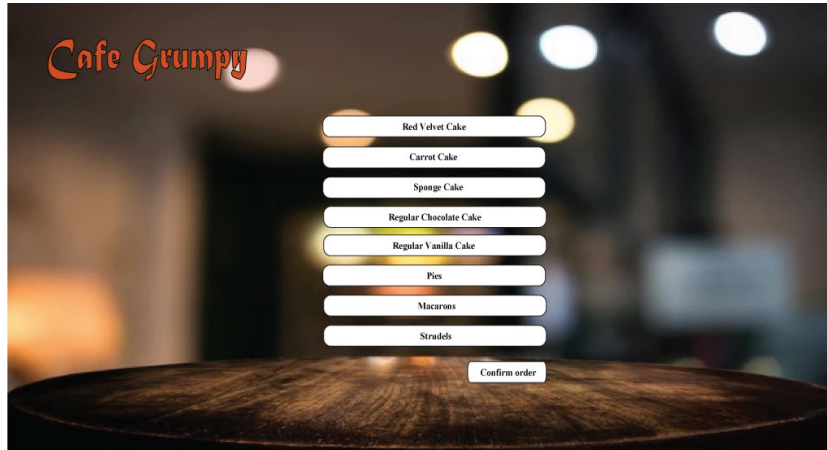 Cafe Grumpy
Red Velvet Cake
Carrot Cake
Sponge Cake
Regular Chocolate Cake
Regular Vanilla Cake
Pies
Macarons
Strudels
Confirm order